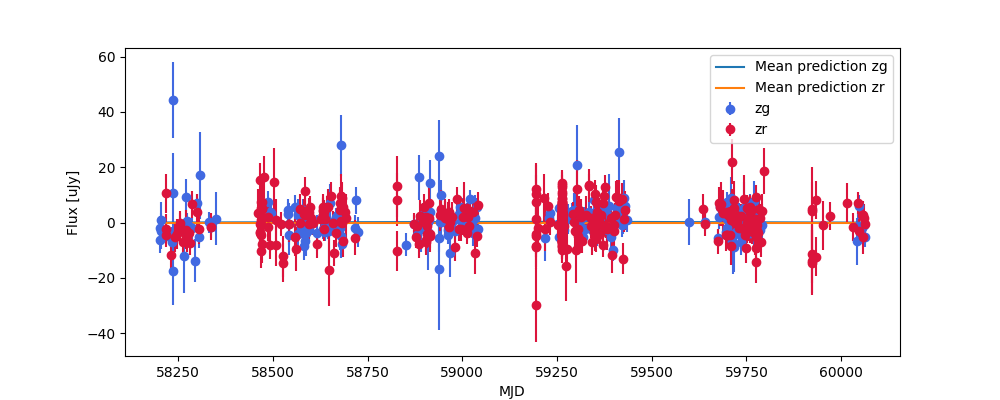 60
40
20
0
−20
−40
Flux [uJy]
58250
58500
58750
59000
59250
59500
59750
60000
MJD
Mean prediction zg
Mean prediction zr
zg
zr